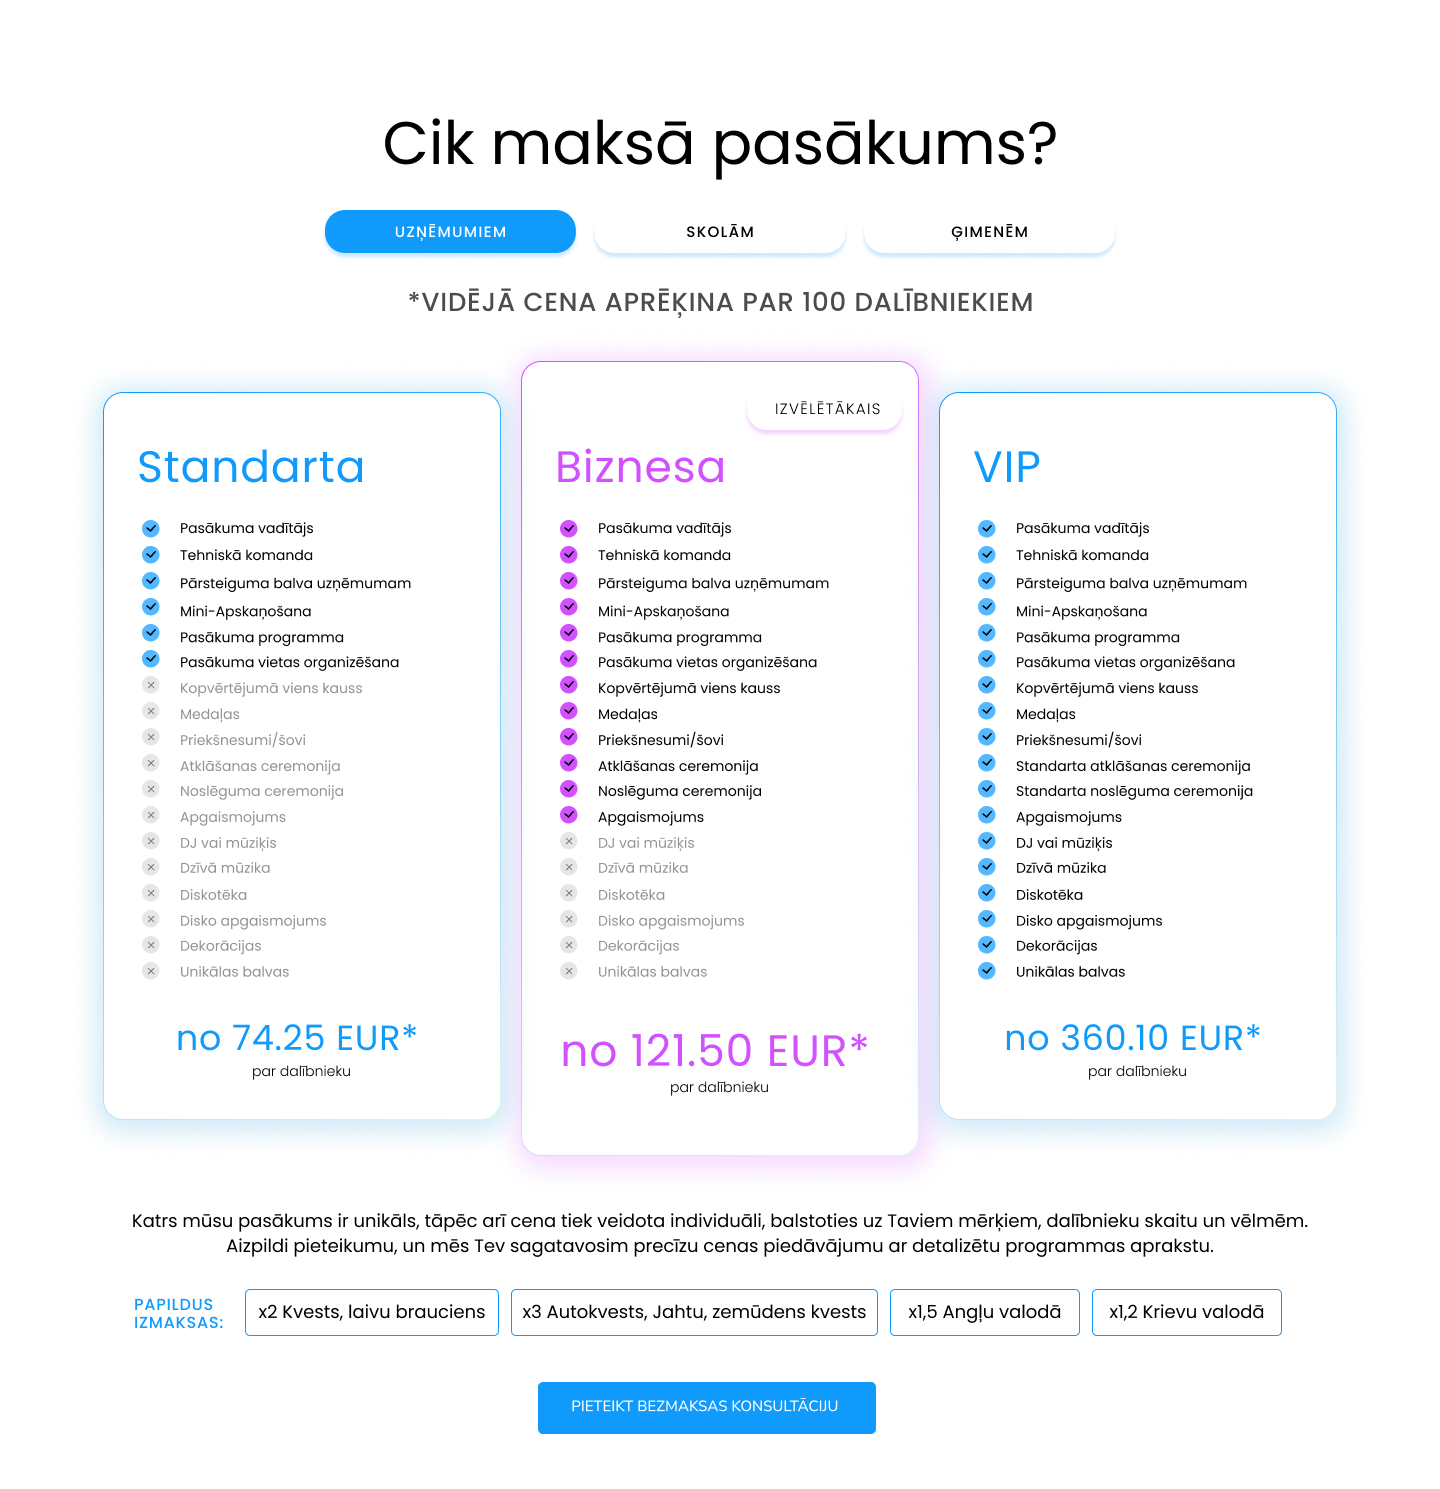 Cik maksā pasākums?
UZŅĒMUMIEM
SKOLĀM
ĢIMENĒM
*VIDĒJĀ CENA APRĒĶINA PAR 100 DALĪBNIEKIEM
Standarta
Pasākuma vadītājs
Tehniskā komanda
Pārsteiguma balva uzņēmumam
Mini-Apskaņošana
Pasākuma programma
Pasākuma vietas organizēšana
Kopvērtējumā viens kauss
Medaļas
Priekšnesumi/šovi
Atklāšanas ceremonija
Noslēguma ceremonija
Apgaismojums
DJ vai mūziķis
Dzīvā mūzika
Diskotēka
Disko apgaismojums
Dekorācijas
Unikālas balvas
no 74.25 EUR*
par dalībnieku
IZVĒLĒTĀKAIS
Biznesa
Pasākuma vadītājs
Tehniskā komanda
Pārsteiguma balva uzņēmumam
Mini-Apskaņošana
Pasākuma programma
Pasākuma vietas organizēšana
Kopvērtējumā viens kauss
Medaļas
Priekšnesumi/šovi
Atklāšanas ceremonija
Noslēguma ceremonija
Apgaismojums
DJ vai mūziķis
Dzīvā mūzika
Diskotēka
Disko apgaismojums
Dekorācijas
Unikālas balvas
no 121.50 EUR*
par dalībnieku
VIP
Pasākuma vadītājs
Tehniskā komanda
Pārsteiguma balva uzņēmumam
Mini-Apskaņošana
Pasākuma programma
Pasākuma vietas organizēšana
Kopvērtējumā viens kauss
Medaļas
Priekšnesumi/šovi
Standarta atklāšanas ceremonija
Standarta noslēguma ceremonija
Apgaismojums
DJ vai mūziķis
Dzīvā mūzika
Diskotēka
Disko apgaismojums
Dekorācijas
Unikālas balvas
no 360.10 EUR*
par dalībnieku
Katrs mūsu pasākums ir unikāls, tāpēc arī cena tiek veidota individuāli, balstoties uz Taviem mērķiem, dalībnieku skaitu un vēlmēm.
Aizpildi pieteikumu, un mēs Tev sagatavosim precīzu cenas piedāvājumu ar detalizētu programmas aprakstu.
PAPILDUS
IZMAKSAS:
x2 Kvests, laivu brauciens
x3 Autokvests, Jahtu, zemūdens kvests
x1,5 Angļu valodā
x1,2 Krievu valodā
PIETEIKT BEZMAKSAS KONSULTĀCIJU